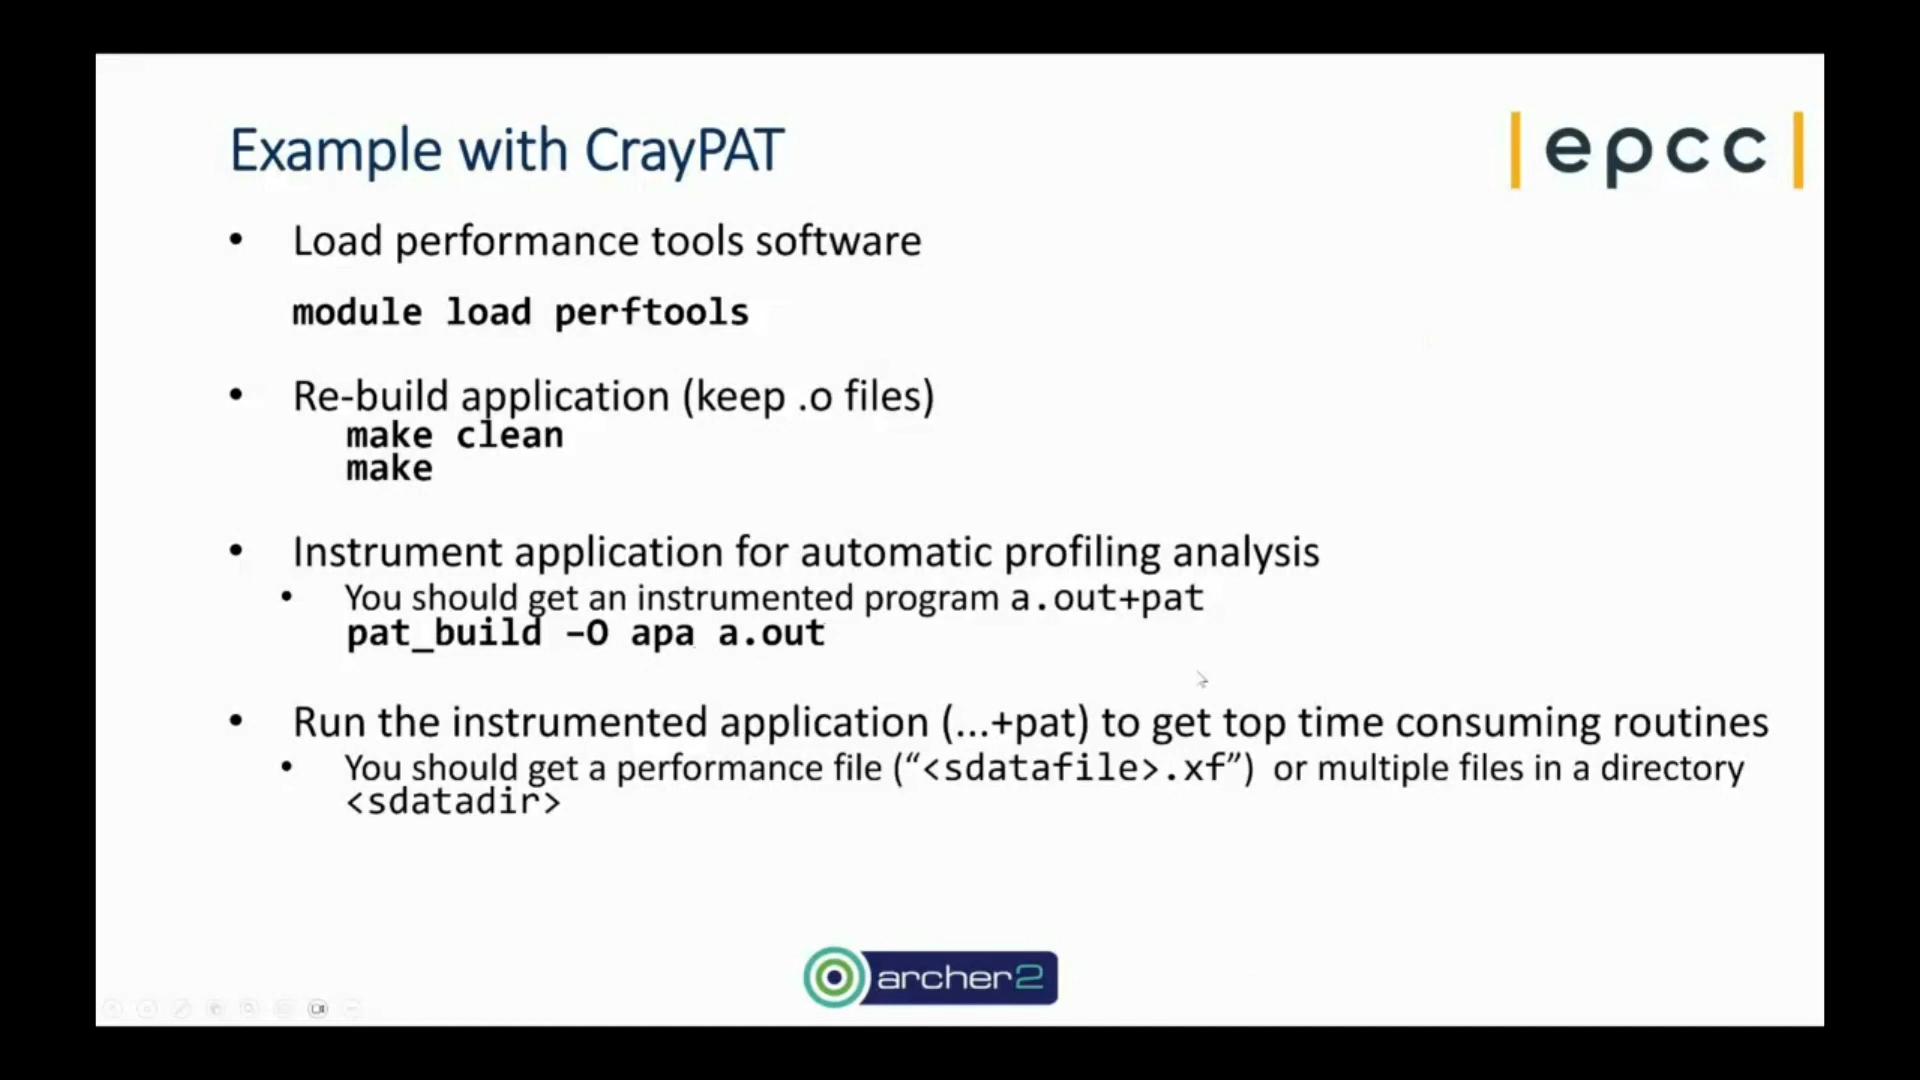 Example with CrayPAT
| epcc |
• Load performance tools software
module load perftools
• Re-build application (keep .o files)
make clean
make
• Instrument application for automatic profiling analysis
• You should get an instrumented program a.out+pat
pat_build –O apa a.out
• Run the instrumented application (...+pat) to get top time consuming routines
• You should get a performance file (“<sdatafile>.xf”) or multiple files in a directory
<sdatadir>
archer2